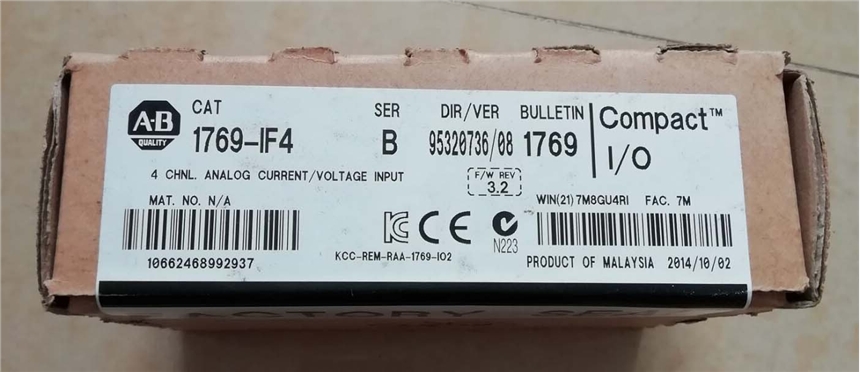 A-B
QUALITY
CAT
1769-IF4
SER
B
DIR/VER
95320736/08
BULLETIN
1769
Compact™
I/O
4 CHNL. ANALOG CURRENT/VOLTAGE INPUT
F/W REV
3.2
MAT. NO. N/A
10662468992937
KCC-REM-RAA-1769-IO2
N223
WIN(21) 7M8GU4RI FAC. 7M
PRODUCT OF MALAYSIA 2014/10/02
FACTORY